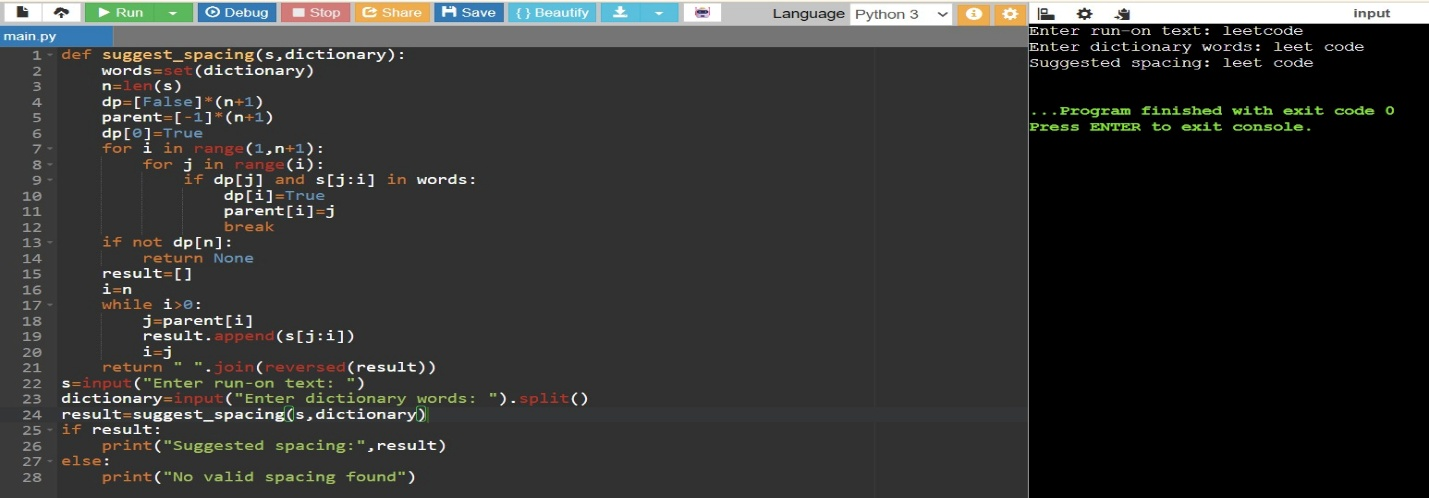 Run Debug Stop Share Save { } Beautify Language Python 3 input
main.py
1 def suggest_spacing(s,dictionary):
2     words=set(dictionary)
3     n=len(s)
4     dp=[False]*(n+1)
5     parent=[-1]*(n+1)
6     dp[0]=True
7     for i in range(1,n+1):
8         for j in range(i):
9             if dp[j] and s[j:i] in words:
10                 dp[i]=True
11                 parent[i]=j
12                 break
13     if not dp[n]:
14         return None
15     result=[]
16     i=n
17     while i>0:
18         j=parent[i]
19         result.append(s[j:i])
20         i=j
21     return " ".join(reversed(result))
22 s=input("Enter run-on text: ")
23 dictionary=input("Enter dictionary words: ").split()
24 result=suggest_spacing(s,dictionary)
25 if result:
26     print("Suggested spacing:",result)
27 else:
28     print("No valid spacing found")
Enter run-on text: leetcode
Enter dictionary words: leet code
Suggested spacing: leet code
...Program finished with exit code 0
Press ENTER to exit console.